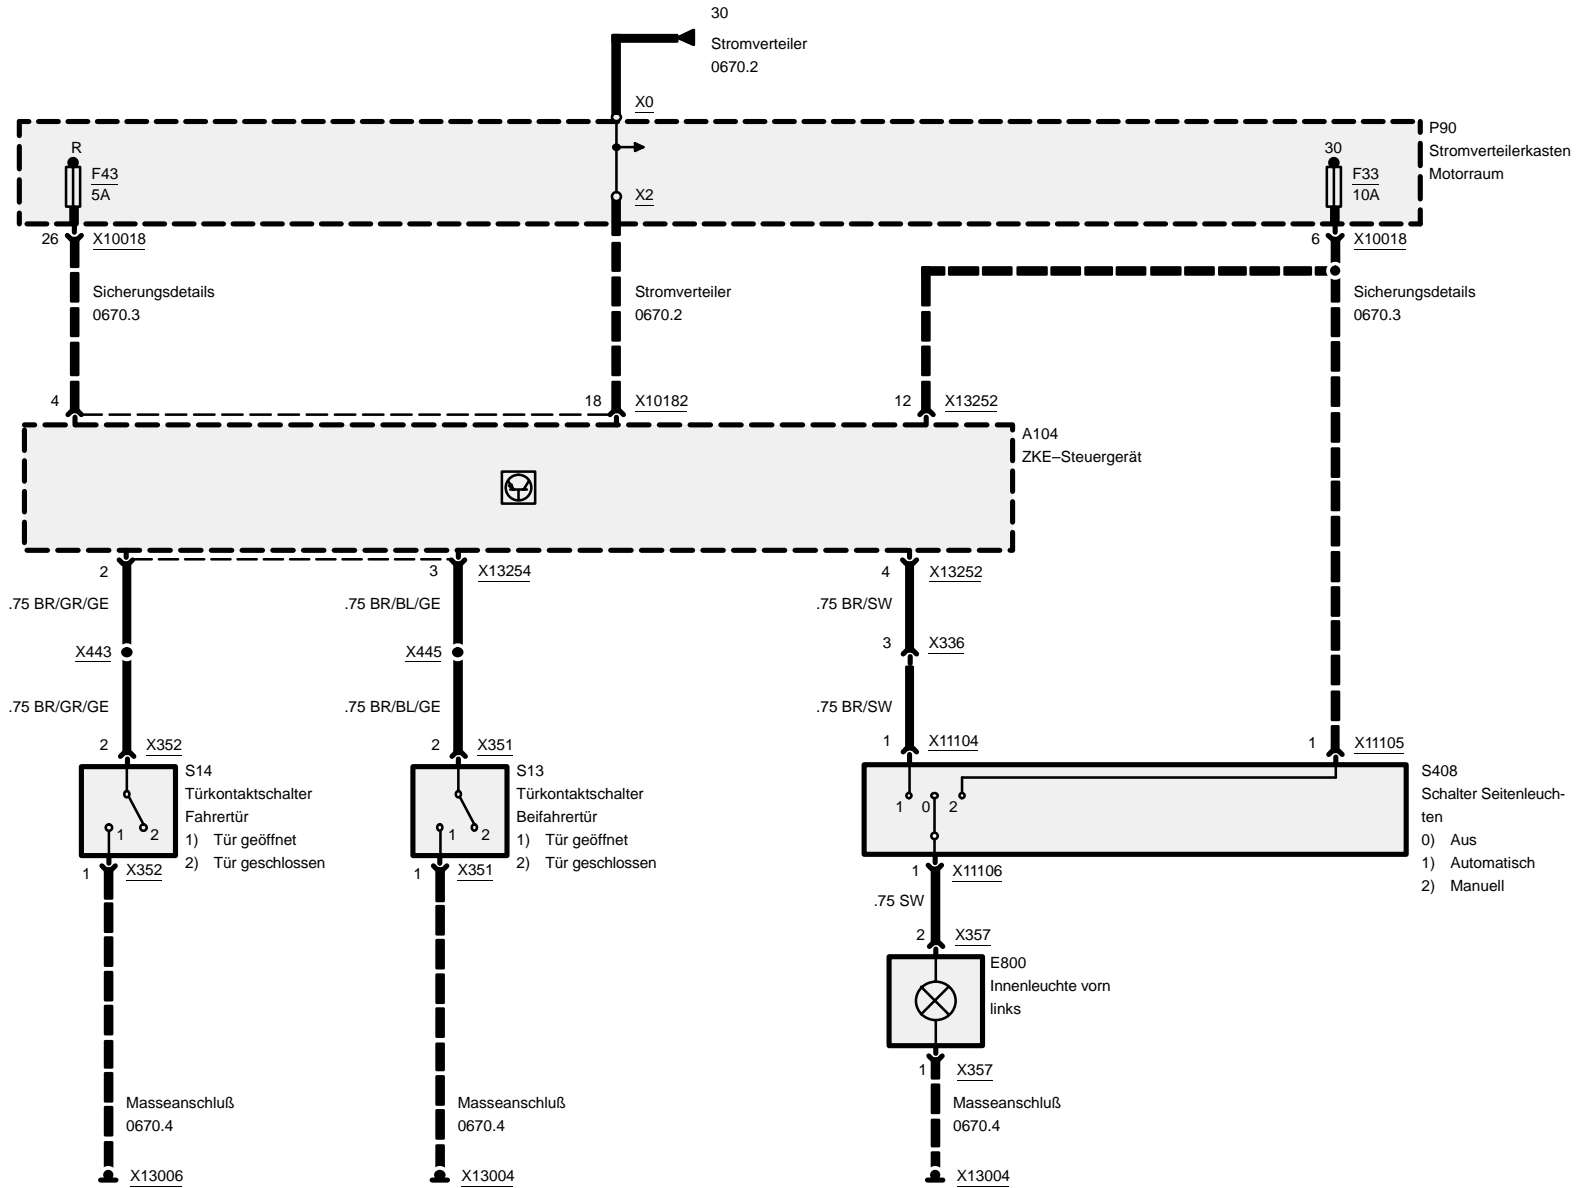 30
Stromverteiler
0670.2
X0
P90
Stromverteilerkasten
Motorraum
R
F43
5A
X2
30
F33
10A
26
X10018
6
X10018
Sicherungsdetails
0670.3
Stromverteiler
0670.2
Sicherungsdetails
0670.3
4
18
X10182
12
X13252
A104
ZKE–Steuergerät
2
3
X13254
4
X13252
.75 BR/GR/GE
.75 BR/BL/GE
.75 BR/SW
X443
X445
3
X336
.75 BR/GR/GE
.75 BR/BL/GE
.75 BR/SW
2
X352
2
X351
1
X11104
1
X11105
S14
Türkontaktschalter
Fahrertür
1) Tür geöffnet
2) Tür geschlossen
1
2
S13
Türkontaktschalter
Beifahrertür
1) Tür geöffnet
2) Tür geschlossen
1
2
1
0
2
S408
Schalter Seitenleuch-
ten
0) Aus
1) Automatisch
2) Manuell
1
X352
1
X351
1
X11106
.75 SW
2
X357
E800
Innenleuchte vorn
links
1
X357
Masseanschluß
0670.4
Masseanschluß
0670.4
Masseanschluß
0670.4
X13006
X13004
X13004